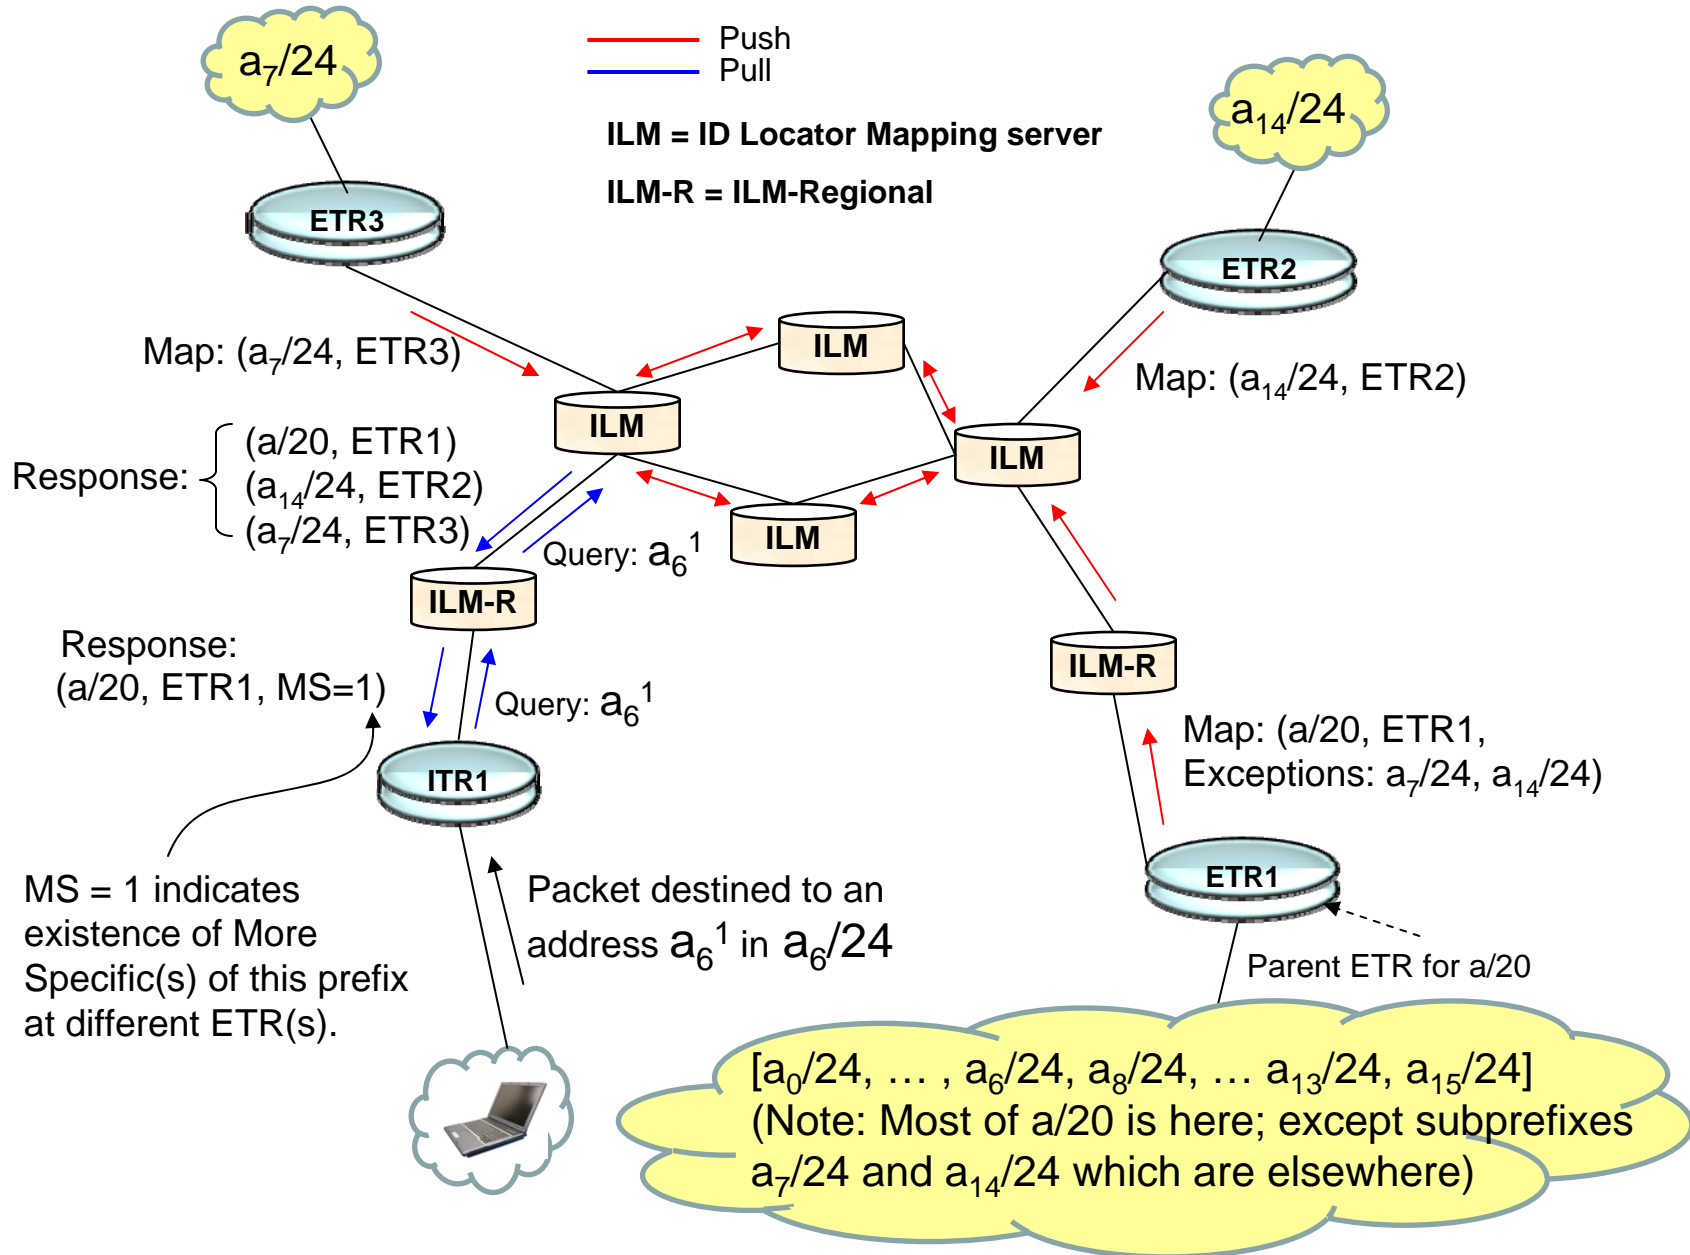 a₇/24
Push
Pull
ILM = ID Locator Mapping server
ILM-R = ILM-Regional
a₁₄/24
ETR3
ETR2
Map: (a₇/24, ETR3)
ILM
Map: (a₁₄/24, ETR2)
ILM
ILM
Response:
(a/20, ETR1)
(a₁₄/24, ETR2)
(a₇/24, ETR3)
ILM
Query: a₆¹
ILM-R
Response:
(a/20, ETR1, MS=1)
Query: a₆¹
ILM-R
Map: (a/20, ETR1,
Exceptions: a₇/24, a₁₄/24)
ITR1
MS = 1 indicates
existence of More
Specific(s) of this prefix
at different ETR(s).
Packet destined to an
address a₆¹ in a₆/24
ETR1
Parent ETR for a/20
[a₀/24, … , a₆/24, a₈/24, … a₁₃/24, a₁₅/24]
(Note: Most of a/20 is here; except subprefixes
a₇/24 and a₁₄/24 which are elsewhere)